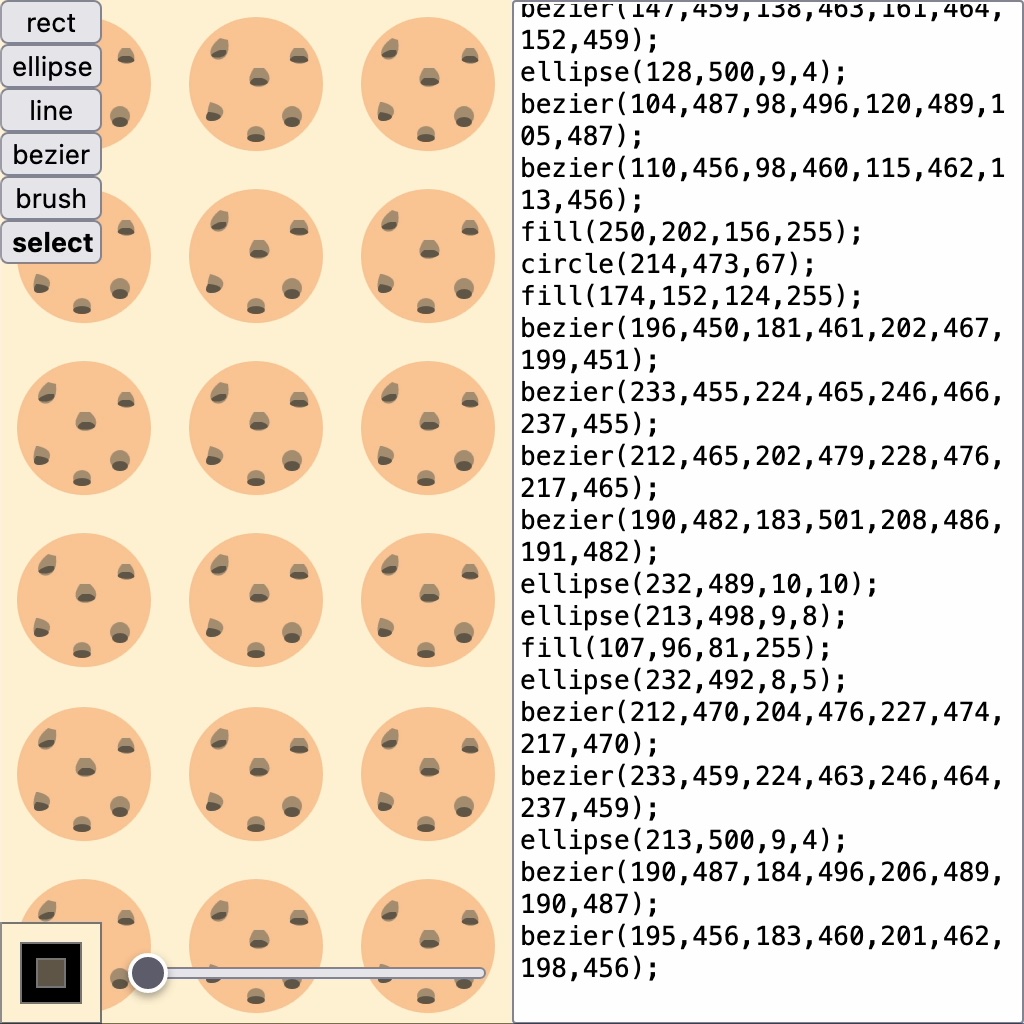 rect
ellipse
line
bezier
brush
select
bezier(147,459,138,463,161,464,
152,459);
ellipse(128,500,9,4);
bezier(104,487,98,496,120,489,1
05,487);
bezier(110,456,98,460,115,462,1
13,456);
fill(250,202,156,255);
circle(214,473,67);
fill(174,152,124,255);
bezier(196,450,181,461,202,467,
199,451);
bezier(233,455,224,465,246,466,
237,455);
bezier(212,465,202,479,228,476,
217,465);
bezier(190,482,183,501,208,486,
191,482);
ellipse(232,489,10,10);
ellipse(213,498,9,8);
fill(107,96,81,255);
ellipse(232,492,8,5);
bezier(212,470,204,476,227,474,
217,470);
bezier(233,459,224,463,246,464,
237,459);
ellipse(213,500,9,4);
bezier(190,487,184,496,206,489,
190,487);
bezier(195,456,183,460,201,462,
198,456);